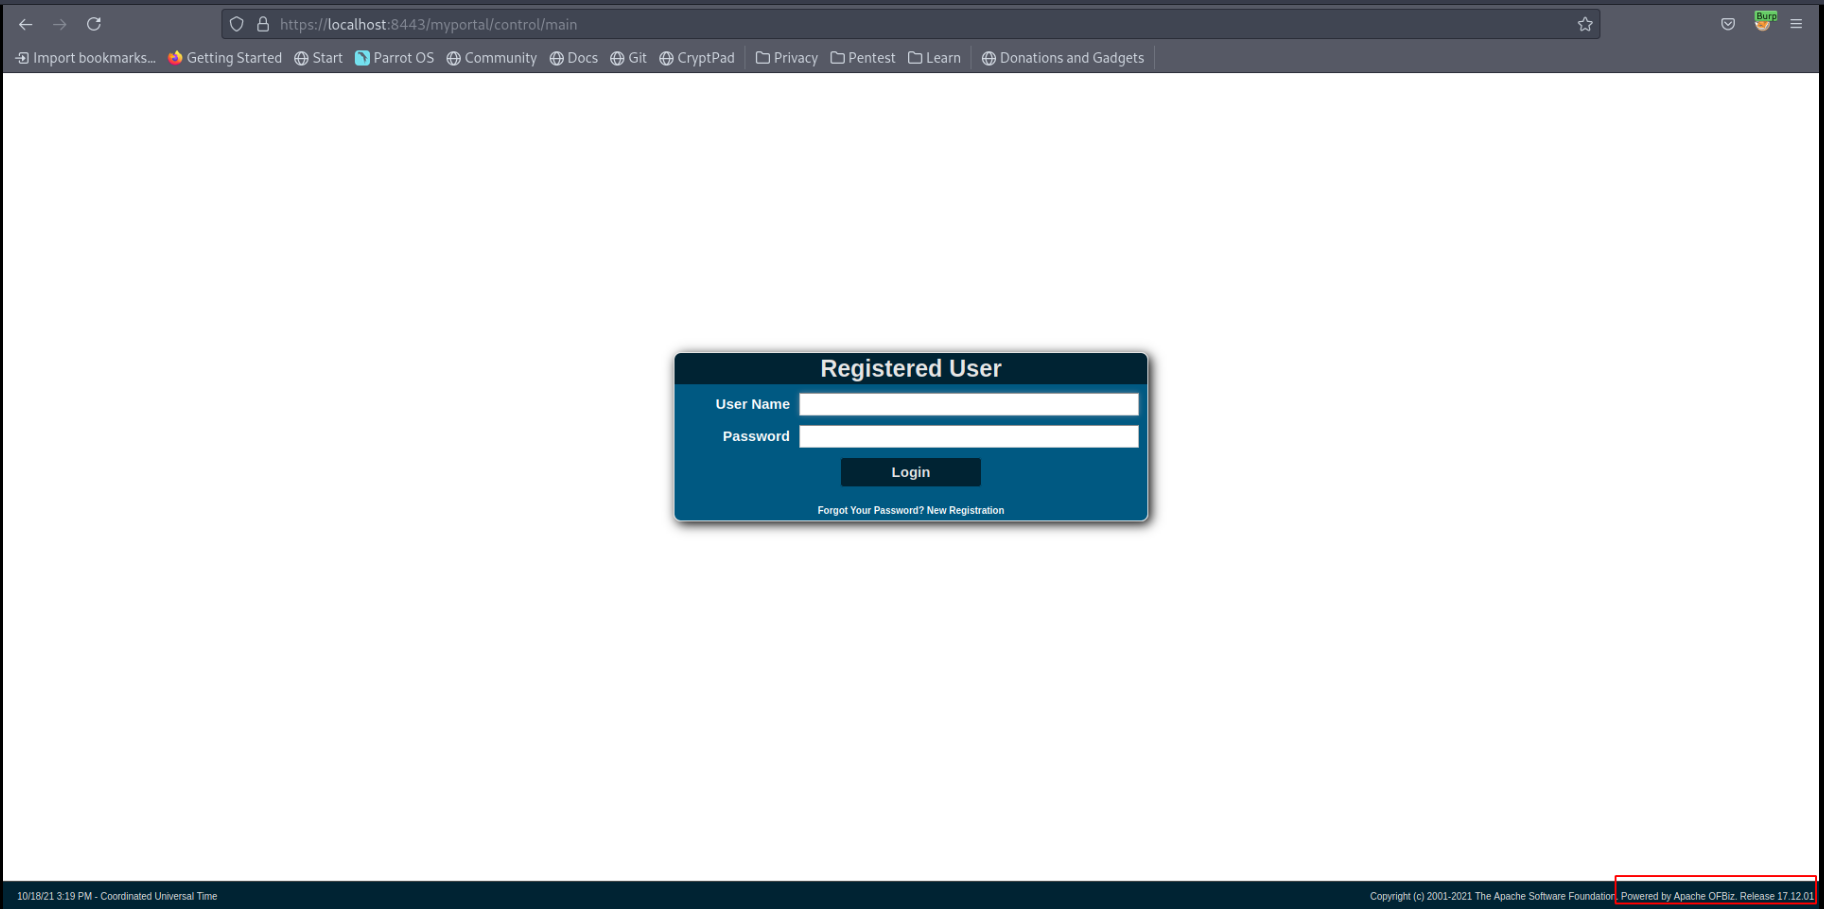 https://localhost:8443/myportal/control/main
Burp
Import bookmarks... Getting Started Start Parrot OS Community Docs Git CryptPad Privacy Pentest Learn Donations and Gadgets
Registered User
User Name
Password
Login
Forgot Your Password? New Registration
10/18/21 3:19 PM - Coordinated Universal Time Copyright (c) 2001-2021 The Apache Software Foundation. Powered by Apache OFBiz. Release 17.12.01